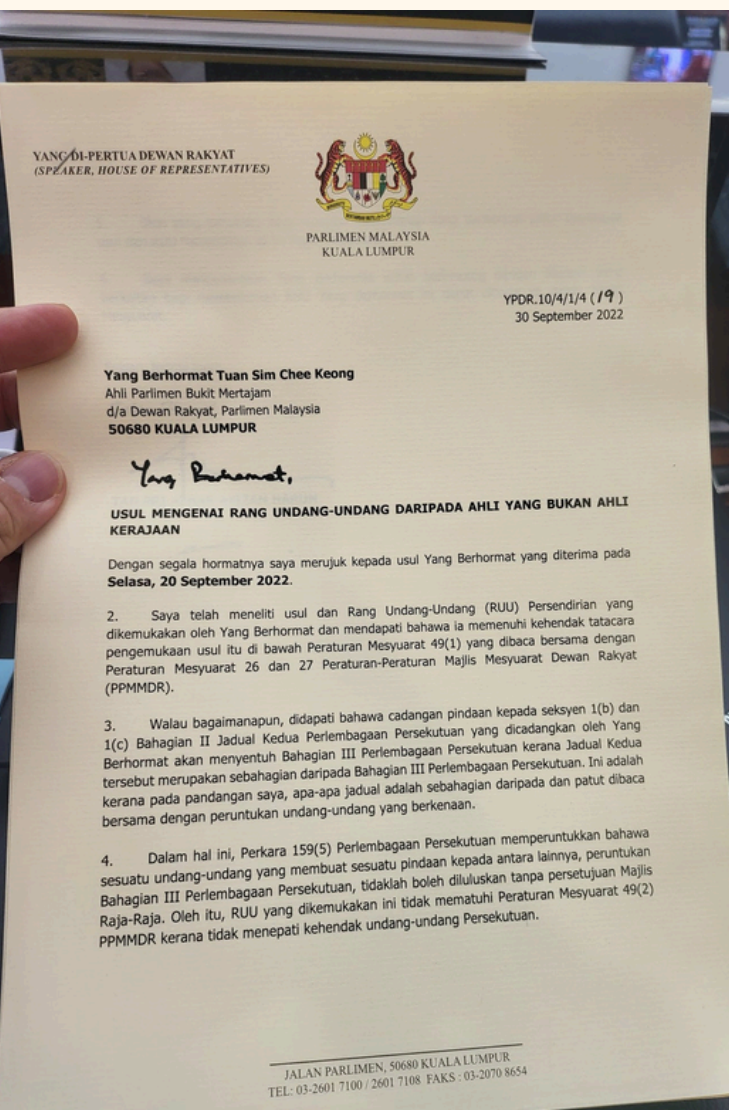 YANG DI-PERTUA DEWAN RAKYAT
(SPEAKER, HOUSE OF REPRESENTATIVES)
PARLIMEN MALAYSIA
KUALA LUMPUR
YPDR.10/4/1/4 (19)
30 September 2022
Yang Berhormat Tuan Sim Chee Keong
Ahli Parlimen Bukit Mertajam
d/a Dewan Rakyat, Parlimen Malaysia
50680 KUALA LUMPUR
Yang Berhormat,
USUL MENGENAI RANG UNDANG-UNDANG DARIPADA AHLI YANG BUKAN AHLI
KERAJAAN
Dengan segala hormatnya saya merujuk kepada usul Yang Berhormat yang diterima pada
Selasa, 20 September 2022.
2. Saya telah meneliti usul dan Rang Undang-Undang (RUU) Persendirian yang
dikemukakan oleh Yang Berhormat dan mendapati bahawa ia memenuhi kehendak tatacara
pengemukaan usul itu di bawah Peraturan Mesyuarat 49(1) yang dibaca bersama dengan
Peraturan Mesyuarat 26 dan 27 Peraturan-Peraturan Majlis Mesyuarat Dewan Rakyat
(PPMMDR).
3. Walau bagaimanapun, didapati bahawa cadangan pindaan kepada seksyen 1(b) dan
1(c) Bahagian II Jadual Kedua Perlembagaan Persekutuan yang dicadangkan oleh Yang
Berhormat akan menyentuh Bahagian III Perlembagaan Persekutuan kerana Jadual Kedua
tersebut merupakan sebahagian daripada Bahagian III Perlembagaan Persekutuan. Ini adalah
kerana pada pandangan saya, apa-apa jadual adalah sebahagian daripada dan patut dibaca
bersama dengan peruntukan undang-undang yang berkenaan.
4. Dalam hal ini, Perkara 159(5) Perlembagaan Persekutuan memperuntukkan bahawa
sesuatu undang-undang yang membuat sesuatu pindaan kepada antara lainnya, peruntukan
Bahagian III Perlembagaan Persekutuan, tidaklah boleh diluluskan tanpa persetujuan Majlis
Raja-Raja. Oleh itu, RUU yang dikemukakan ini tidak mematuhi Peraturan Mesyuarat 49(2)
PPMMDR kerana tidak menepati kehendak undang-undang Persekutuan.
JALAN PARLIMEN, 50680 KUALA LUMPUR
TEL: 03-2601 7100 / 2601 7108 FAKS : 03-2070 8654